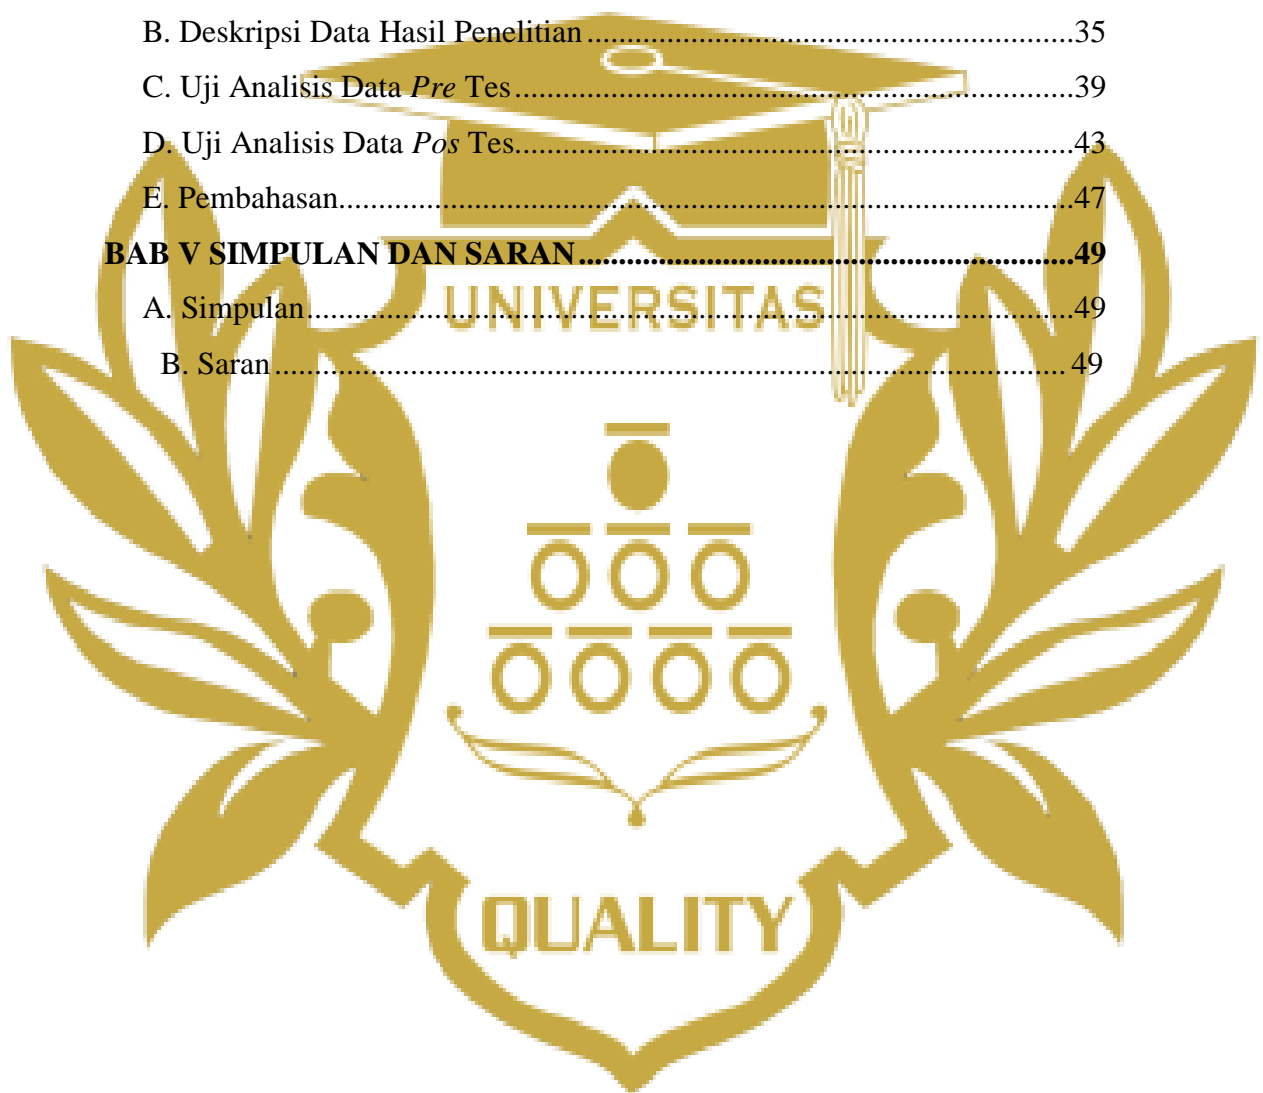 B. Deskripsi Data Hasil Penelitian.............................................................35
C. Uji Analisis Data Pre Tes......................................................................39
D. Uji Analisis Data Pos Tes......................................................................43
E. Pembahasan............................................................................................47
BAB V SIMPULAN DAN SARAN..............................................................49
UNIVERSITAS
A. Simpulan................................................................................................49
B. Saran.................................................................................................... 49
QUALITY